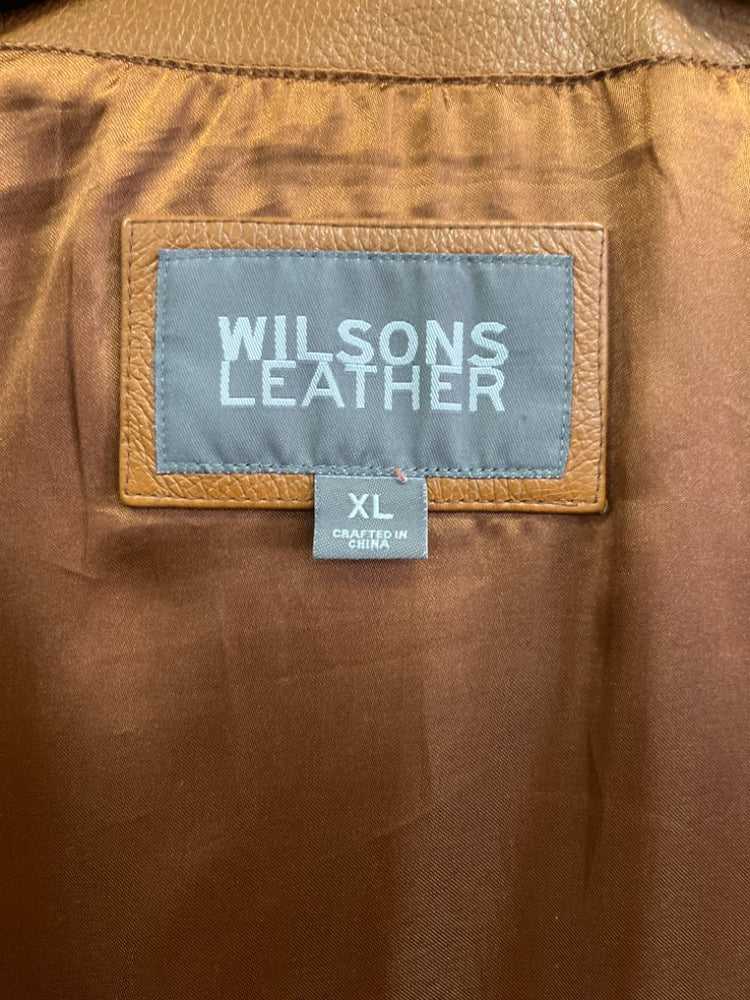 WILSONS
LEATHER
XL
CRAFTED IN
CHINA